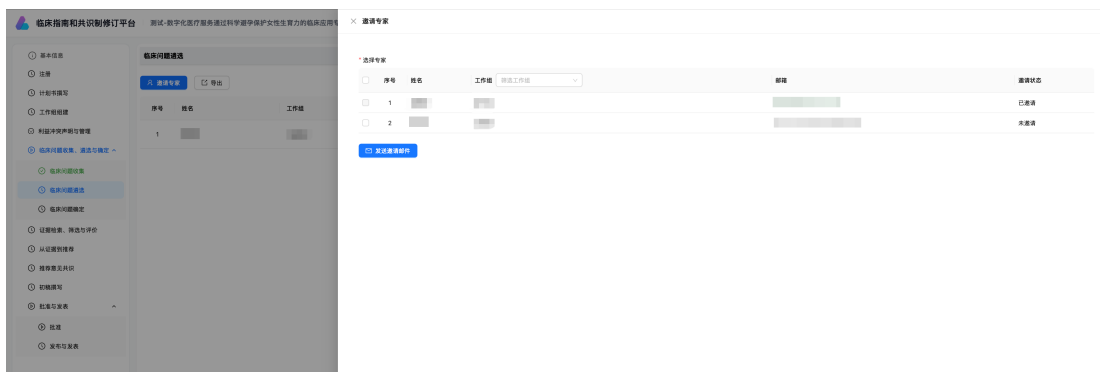 临床指南和共识制修订平台 测试-数字化医疗服务通过科学避孕保护女性生育力的临床应用专
邀请专家
基本信息
注册
计划书撰写
工作组组建
利益冲突声明与管理
临床问题收集、遴选与确定
临床问题收集
临床问题遴选
临床问题确定
证据检索、筛选与评价
从证据到推荐
推荐意见共识
初稿撰写
批准与发表
批准
发布与发表
临床问题遴选
邀请专家 导出
序号 姓名 工作组
1
* 选择专家
序号 姓名 工作组 筛选工作组 邮箱 邀请状态
1 已邀请
2 未邀请
发送邀请邮件